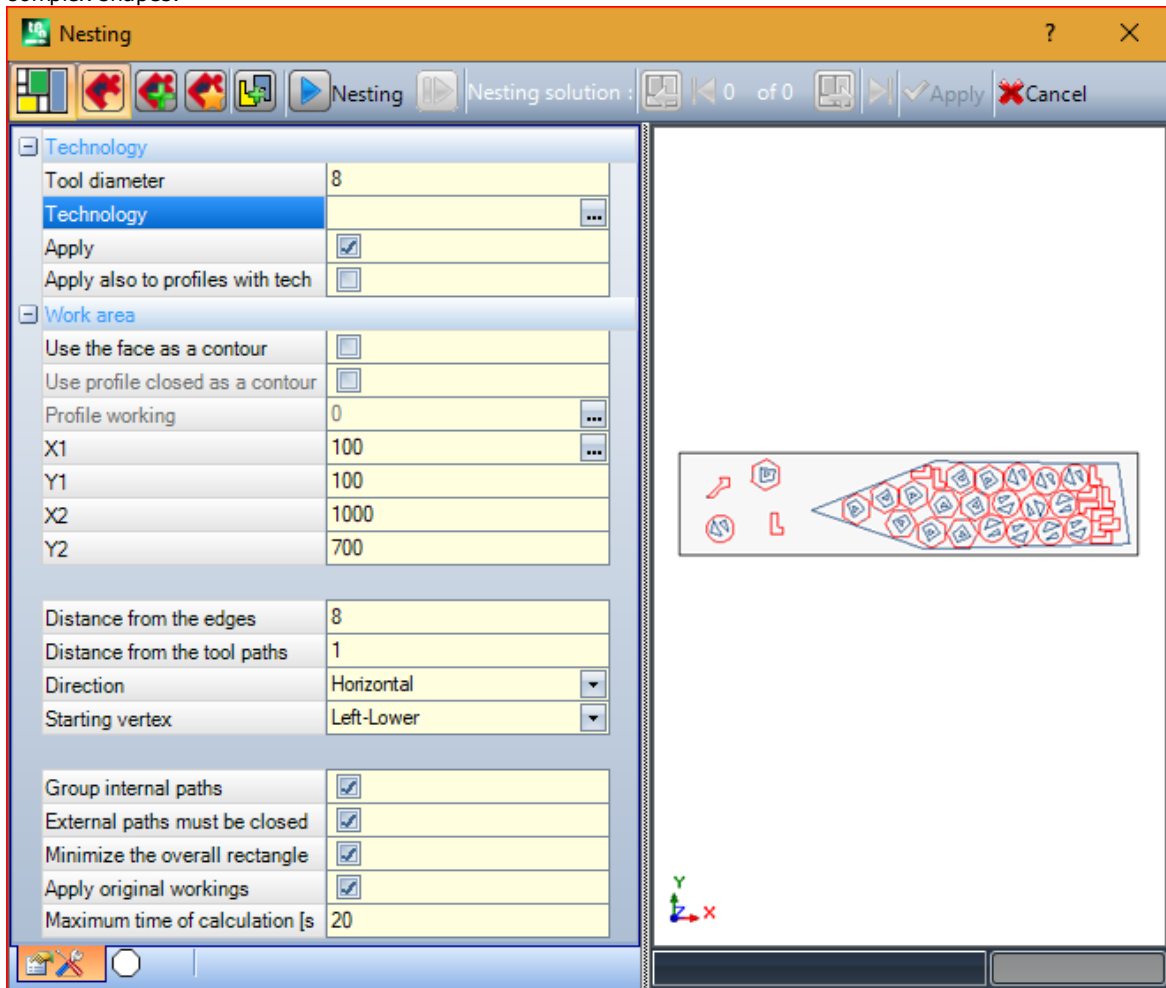 Nesting ?
Nesting Nesting solution : 0 of 0 Apply Cancel
Technology
Tool diameter 8
Technology ...
Apply
Apply also to profiles with tech
Work area
Use the face as a contour
Use profile closed as a contour
Profile working 0 ...
X1 100 ...
Y1 100
X2 1000
Y2 700
Distance from the edges 8
Distance from the tool paths 1
Direction Horizontal
Starting vertex Left-Lower
Group internal paths
External paths must be closed
Minimize the overall rectangle
Apply original workings
Maximum time of calculation [s 20
Y
Z X